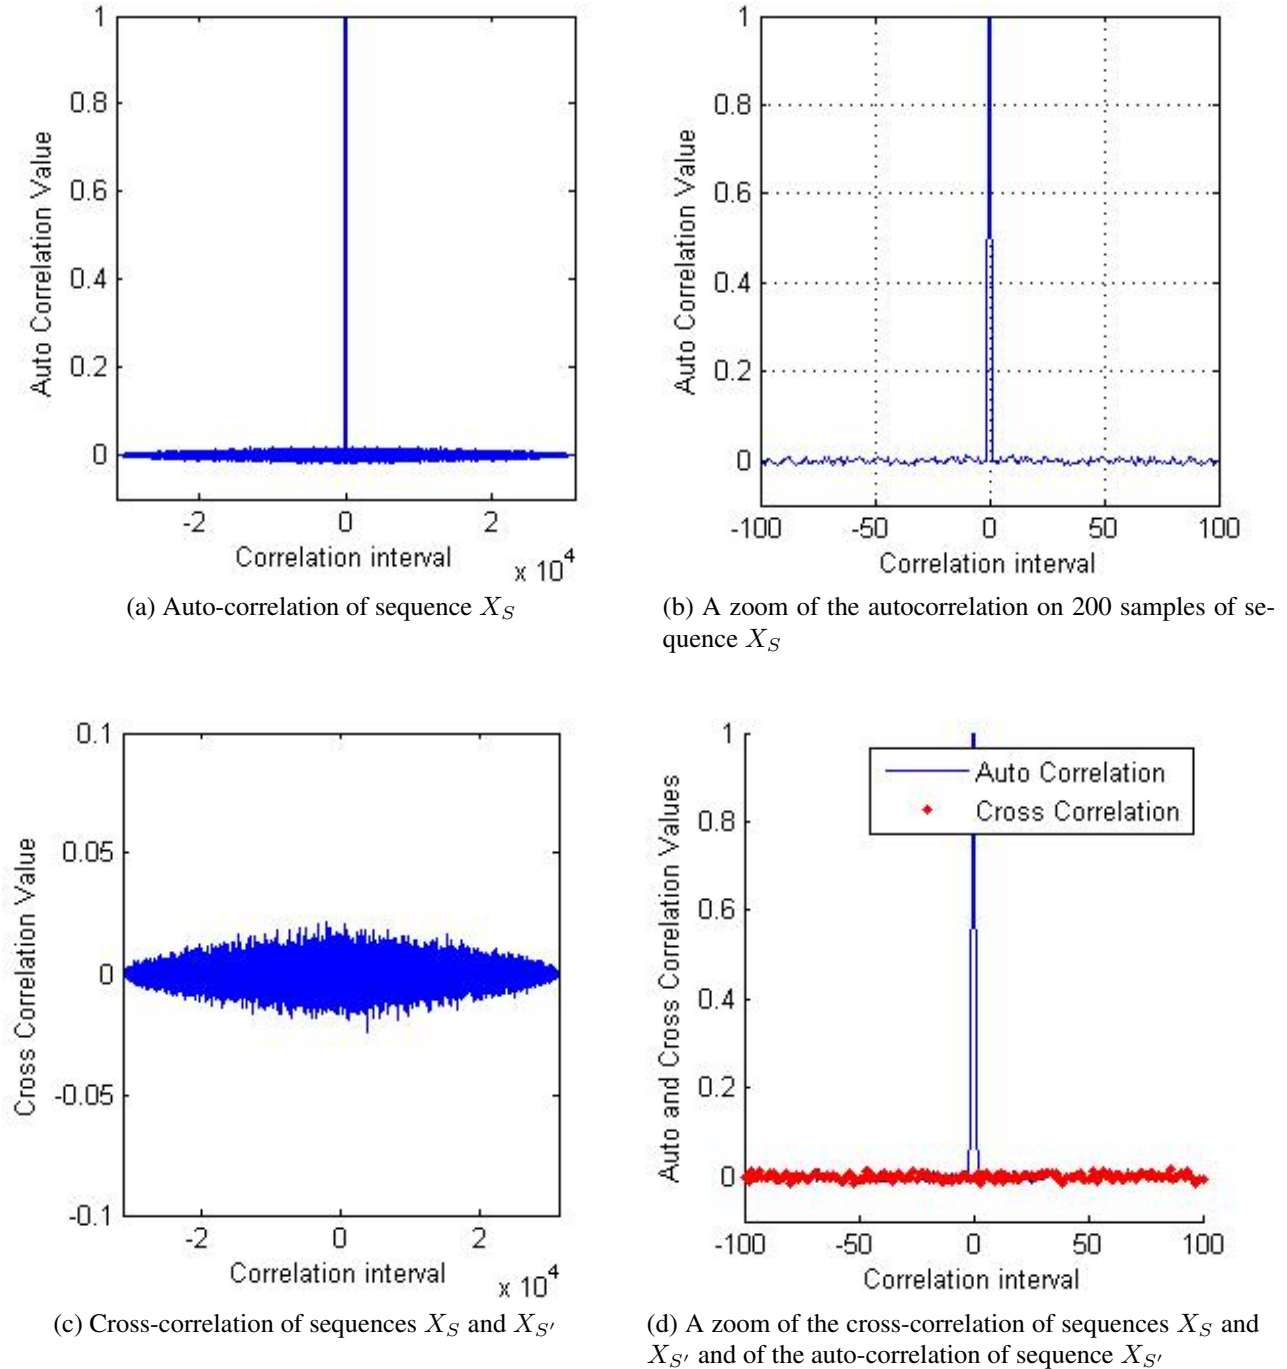 1
0.8
0.6
0.4
0.2
0
-2 0 2
x 10^4
Auto Correlation Value
Correlation interval
(a) Auto-correlation of sequence X_S
1
0.8
0.6
0.4
0.2
0
-100 -50 0 50 100
Auto Correlation Value
Correlation interval
(b) A zoom of the autocorrelation on 200 samples of se-
quence X_S
0.1
0.05
0
-0.05
-0.1
-2 0 2
x 10^4
Cross Correlation Value
Correlation interval
(c) Cross-correlation of sequences X_S and X_{S'}
1
0.8
0.6
0.4
0.2
0
-100 -50 0 50 100
Auto and Cross Correlation Values
Auto Correlation
Cross Correlation
Correlation interval
(d) A zoom of the cross-correlation of sequences X_S and
X_{S'} and of the auto-correlation of sequence X_{S'}